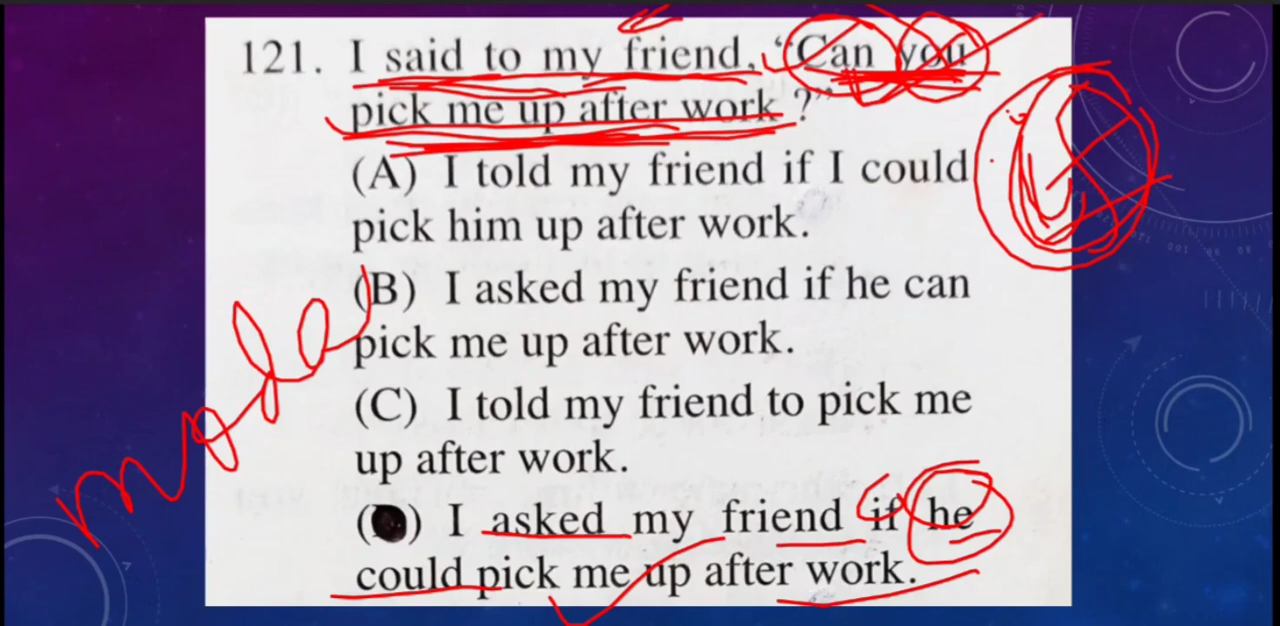 121. I said to my friend, "Can you
pick me up after work ?"
(A) I told my friend if I could
pick him up after work.
(B) I asked my friend if he can
pick me up after work.
(C) I told my friend to pick me
up after work.
(●) I asked my friend if he
could pick me up after work.